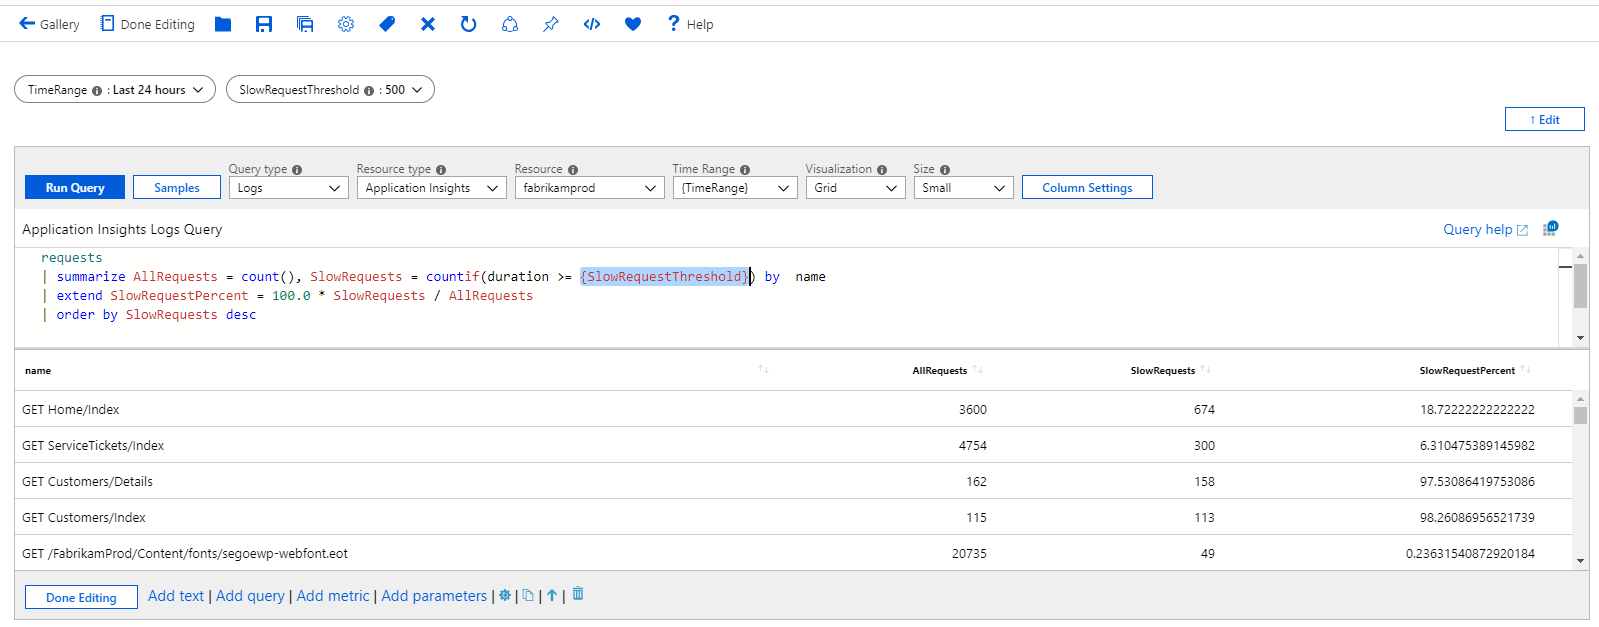 Gallery Done Editing Help
TimeRange : Last 24 hours SlowRequestThreshold : 500
↑ Edit
Query type Resource type Resource Time Range Visualization Size
Run Query Samples Logs Application Insights fabrikamprod {TimeRange} Grid Small Column Settings
Application Insights Logs Query Query help
requests
| summarize AllRequests = count(), SlowRequests = countif(duration >= {SlowRequestThreshold}) by  name
| extend SlowRequestPercent = 100.0 * SlowRequests / AllRequests
| order by SlowRequests desc
name AllRequests SlowRequests SlowRequestPercent
GET Home/Index 3600 674 18.72222222222222
GET ServiceTickets/Index 4754 300 6.310475389145982
GET Customers/Details 162 158 97.53086419753086
GET Customers/Index 115 113 98.26086956521739
GET /FabrikamProd/Content/fonts/segoewp-webfont.eot 20735 49 0.23631540872920184
Done Editing Add text | Add query | Add metric | Add parameters | | | |